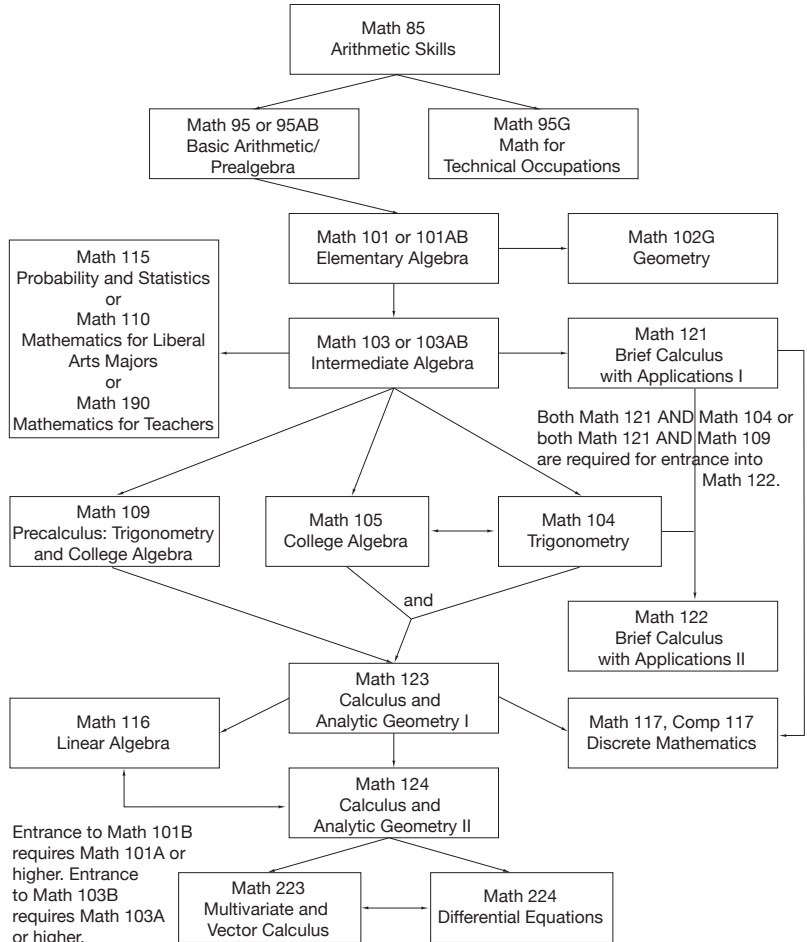 Math 85
Arithmetic Skills
Math 95 or 95AB
Basic Arithmetic/
Prealgebra
Math 95G
Math for
Technical Occupations
Math 101 or 101AB
Elementary Algebra
Math 102G
Geometry
Math 115
Probability and Statistics
or
Math 110
Mathematics for Liberal
Arts Majors
or
Math 190
Mathematics for Teachers
Math 103 or 103AB
Intermediate Algebra
Math 121
Brief Calculus
with Applications I
Both Math 121 AND Math 104 or
both Math 121 AND Math 109
are required for entrance into
Math 122.
Math 109
Precalculus: Trigonometry
and College Algebra
Math 105
College Algebra
Math 104
Trigonometry
and
Math 122
Brief Calculus
with Applications II
Math 123
Calculus and
Analytic Geometry I
Math 116
Linear Algebra
Math 117, Comp 117
Discrete Mathematics
Math 124
Calculus and
Analytic Geometry II
Entrance to Math 101B
requires Math 101A or
higher. Entrance
to Math 103B
requires Math 103A
or higher.
Math 223
Multivariate and
Vector Calculus
Math 224
Differential Equations